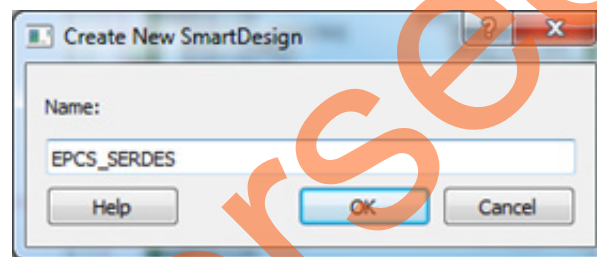 Create New SmartDesign
Name:
EPCS_SERDES
Help
OK
Cancel